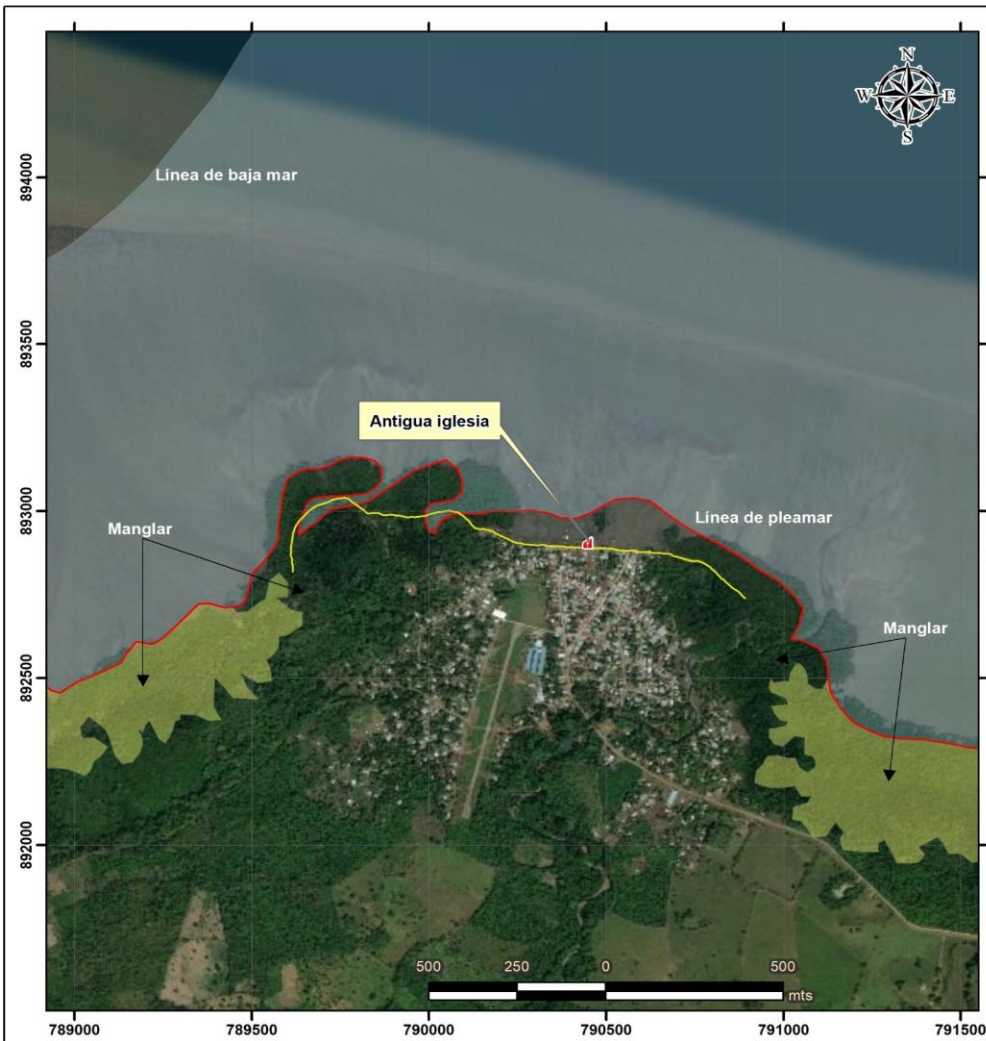 N
W E
S
894000
Línea de baja mar
893500
Antigua iglesia
893000
Línea de pleamar
Manglar
Manglar
892500
892000
500 250 0 500
mts
789000 789500 790000 790500 791000 791500